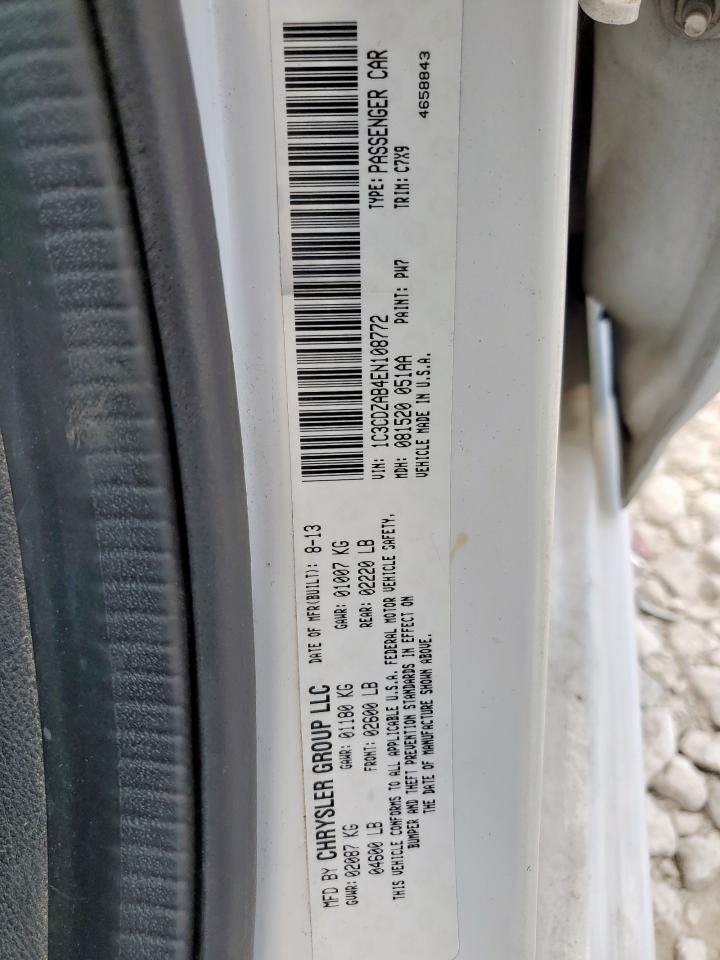 MFD BY CHRYSLER GROUP LLC DATE OF MFR(BUILT): 8-13
GVWR: 02087 KG GAWR: 01180 KG GAWR: 01007 KG
04600 LB FRONT: 02600 LB REAR: 02220 LB
THIS VEHICLE CONFORMS TO ALL APPLICABLE U.S.A. FEDERAL MOTOR VEHICLE SAFETY,
BUMPER AND THEFT PREVENTION STANDARDS IN EFFECT ON
THE DATE OF MANUFACTURE SHOWN ABOVE.
VIN: 1C3CDZAB4EN108772 TYPE: PASSENGER CAR
MDH: 081520 051AA PAINT: PW7 TRIM: C7X9
VEHICLE MADE IN U.S.A. 4658843